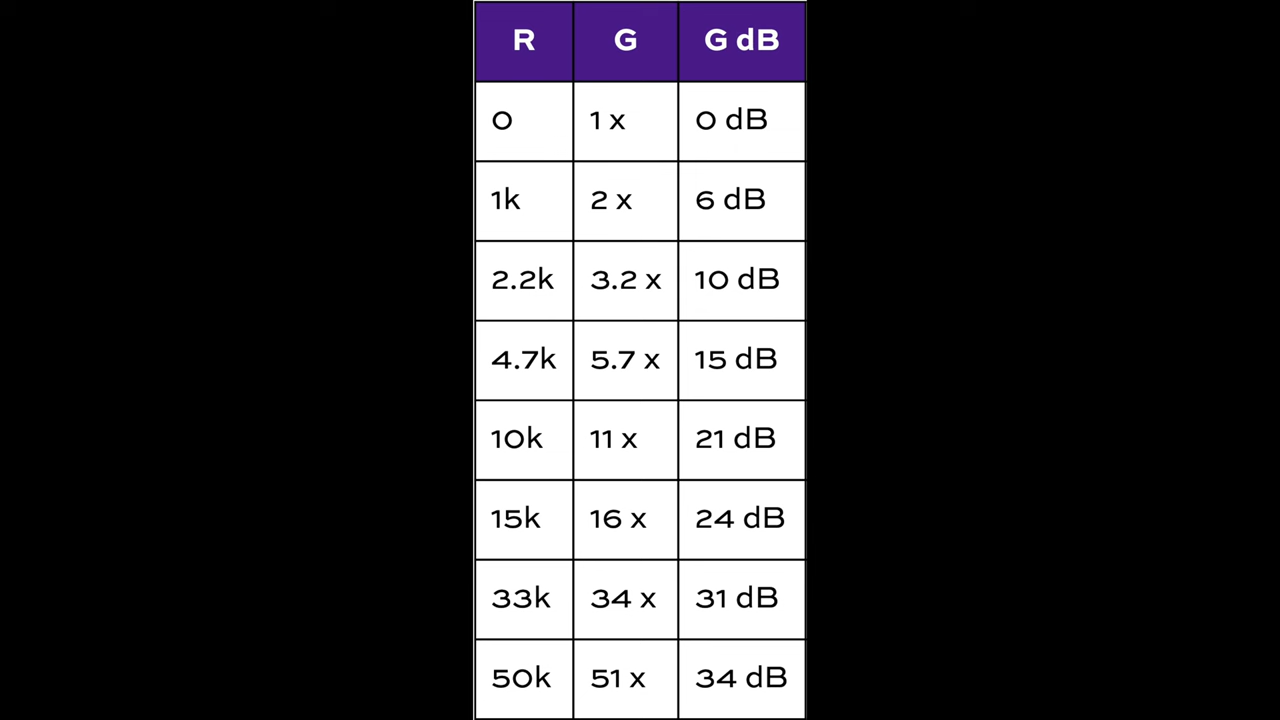 R G G dB
0 1 x 0 dB
1k 2 x 6 dB
2.2k 3.2 x 10 dB
4.7k 5.7 x 15 dB
10k 11 x 21 dB
15k 16 x 24 dB
33k 34 x 31 dB
50k 51 x 34 dB